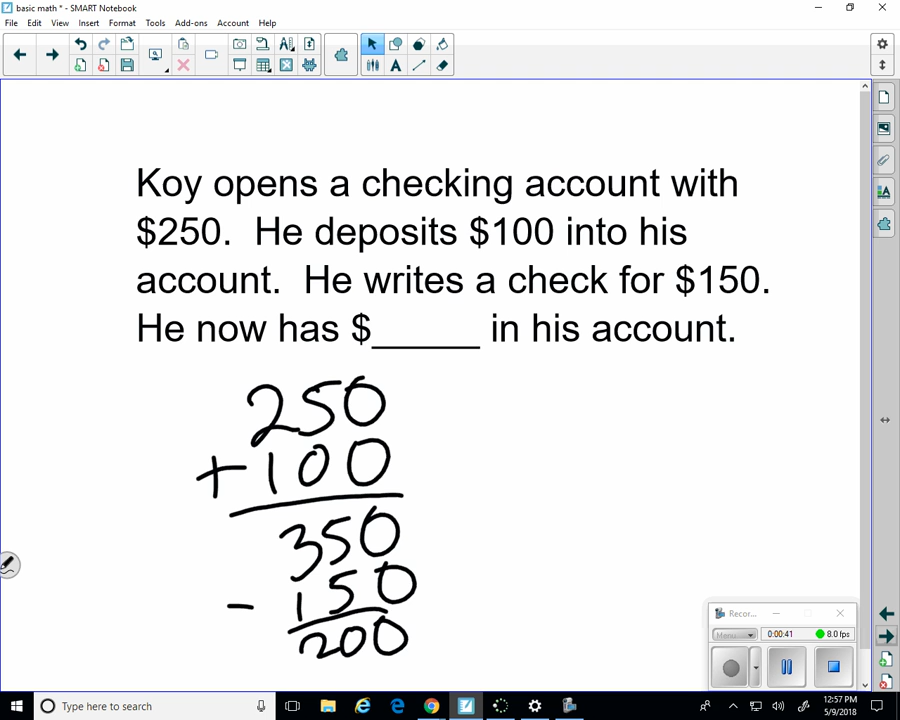 basic math * - SMART Notebook
File Edit View Insert Format Tools Add-ons Account Help
Koy opens a checking account with
$250. He deposits $100 into his
account. He writes a check for $150.
He now has $______ in his account.
250
+100
350
- 150
200
Recor...
Menu
0:00:41 8.0 fps
Type here to search
12:57 PM
5/9/2018